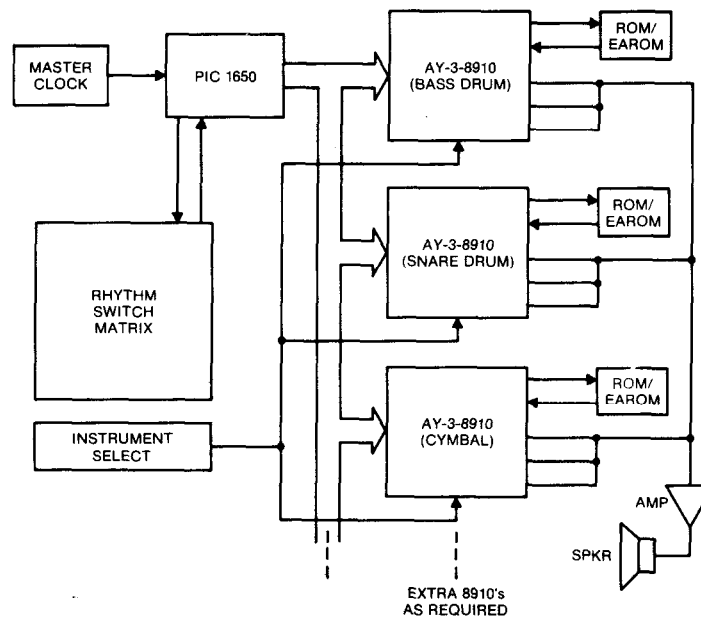 MASTER
CLOCK
PIC 1650
AY-3-8910
(BASS DRUM)
ROM/
EAROM
RHYTHM
SWITCH
MATRIX
AY-3-8910
(SNARE DRUM)
ROM/
EAROM
INSTRUMENT
SELECT
AY-3-8910
(CYMBAL)
ROM/
EAROM
AMP
SPKR
EXTRA 8910's
AS REQUIRED